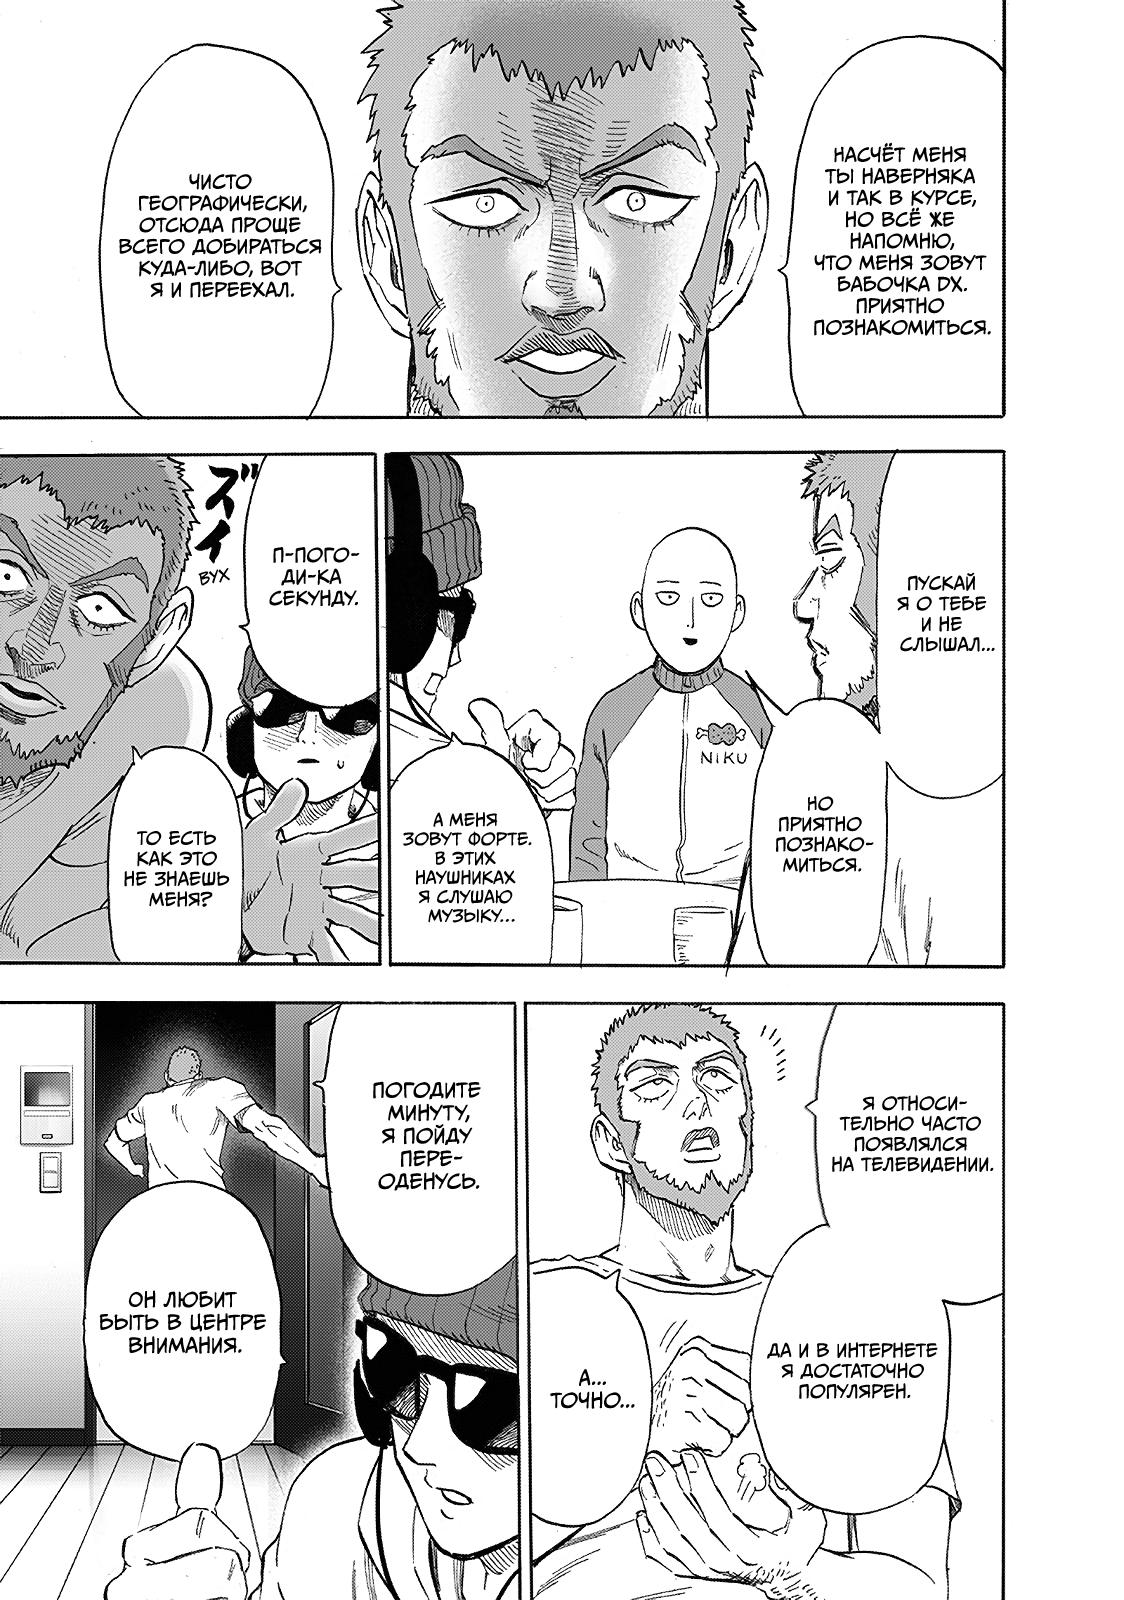 НАСЧЁТ МЕНЯ
ТЫ НАВЕРНЯКА
И ТАК В КУРСЕ,
НО ВСЁ ЖЕ
НАПОМНЮ,
ЧТО МЕНЯ ЗОВУТ
БАБОЧКА DX.
ПРИЯТНО
ПОЗНАКОМИТЬСЯ.
ЧИСТО
ГЕОГРАФИЧЕСКИ,
ОТСЮДА ПРОЩЕ
ВСЕГО ДОБИРАТЬСЯ
КУДА-ЛИБО, ВОТ
Я И ПЕРЕЕХАЛ.
ПУСКАЙ
Я О ТЕБЕ
И НЕ
СЛЫШАЛ...
НО
ПРИЯТНО
ПОЗНАКО-
МИТЬСЯ.
NIKU
А МЕНЯ
ЗОВУТ ФОРТЕ.
В ЭТИХ
НАУШНИКАХ
Я СЛУШАЮ
МУЗЫКУ...
П-ПОГО-
ДИ-КА
СЕКУНДУ.
ズイ
ВУХ
ТО ЕСТЬ
КАК ЭТО
НЕ ЗНАЕШЬ
МЕНЯ?
Я ОТНОСИ-
ТЕЛЬНО ЧАСТО
ПОЯВЛЯЛСЯ
НА ТЕЛЕВИДЕНИИ.
ДА И В ИНТЕРНЕТЕ
Я ДОСТАТОЧНО
ПОПУЛЯРЕН.
А...
ТОЧНО...
ПОГОДИТЕ
МИНУТУ,
Я ПОЙДУ
ПЕРЕ-
ОДЕНУСЬ.
ОН ЛЮБИТ
БЫТЬ В ЦЕНТРЕ
ВНИМАНИЯ.